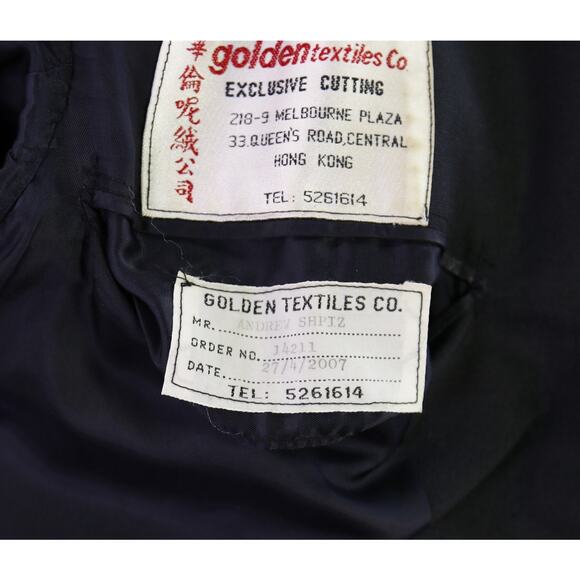 華倫呢絨公司
golden textiles Co.
EXCLUSIVE CUTTING
218-9 MELBOURNE PLAZA
33.QUEEN'S ROAD,CENTRAL
HONG KONG
TEL: 5261614
GOLDEN TEXTILES CO.
MR. ANDREW SHPIZ
ORDER NO. 14211
DATE. 27/4/2007
TEL: 5261614